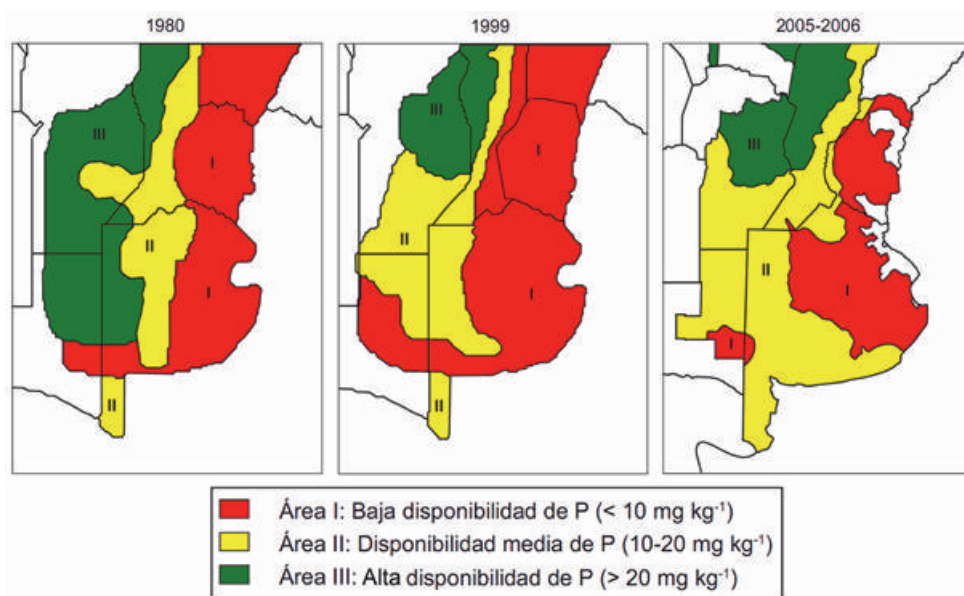 1980
1999
2005-2006
III
I
II
I
II
III
I
II
I
II
III
I
II
I
I
Área I: Baja disponibilidad de P (< 10 mg kg⁻¹)
Área II: Disponibilidad media de P (10-20 mg kg⁻¹)
Área III: Alta disponibilidad de P (> 20 mg kg⁻¹)